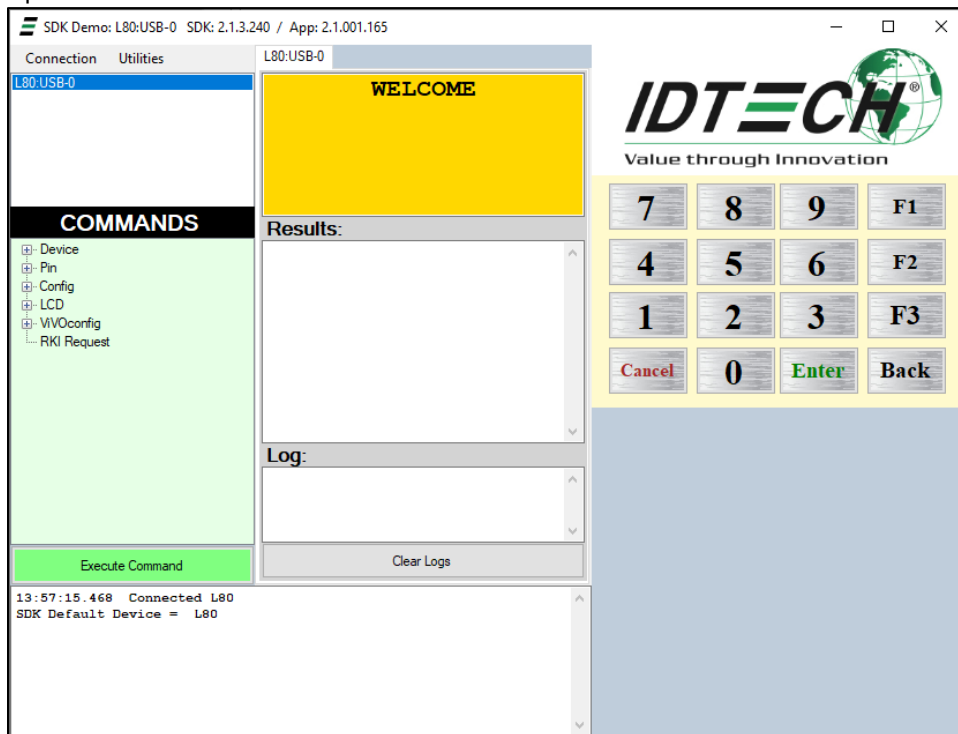 SDK Demo: L80:USB-0 SDK: 2.1.3.240 / App: 2.1.001.165
Connection Utilities
L80:USB-0
L80:USB-0
WELCOME
COMMANDS
Device
Pin
Config
LCD
ViVOconfig
RKI Request
Execute Command
Results:
Log:
Clear Logs
13:57:15.468 Connected L80
SDK Default Device = L80
IDTECH®
Value through Innovation
7 8 9 F1
4 5 6 F2
1 2 3 F3
Cancel 0 Enter Back